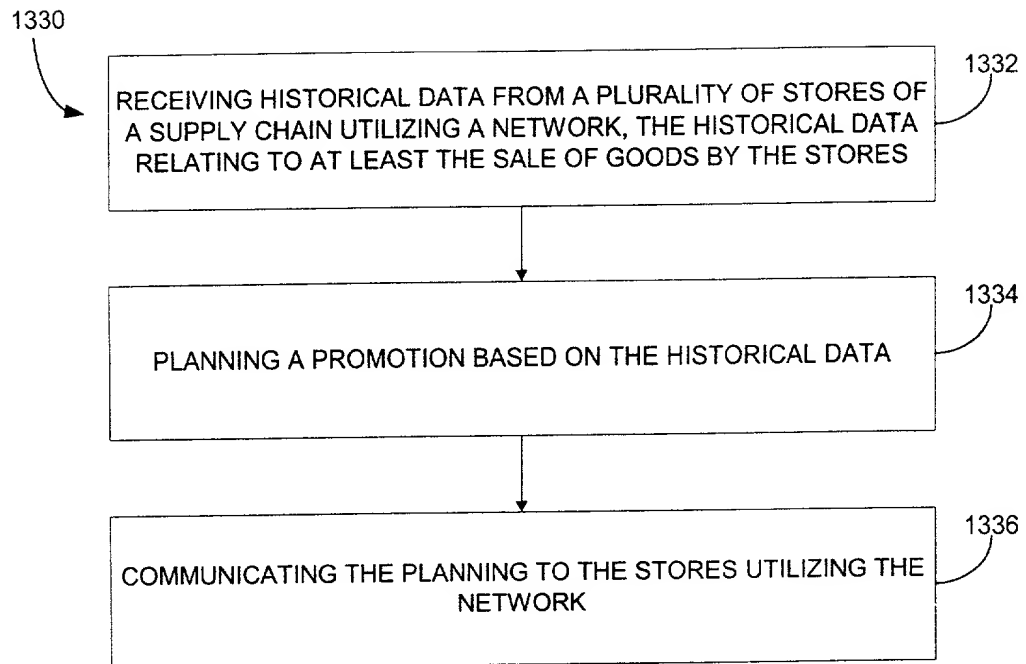 1330
1332
RECEIVING HISTORICAL DATA FROM A PLURALITY OF STORES OF
A SUPPLY CHAIN UTILIZING A NETWORK, THE HISTORICAL DATA
RELATING TO AT LEAST THE SALE OF GOODS BY THE STORES
1334
PLANNING A PROMOTION BASED ON THE HISTORICAL DATA
1336
COMMUNICATING THE PLANNING TO THE STORES UTILIZING THE
NETWORK